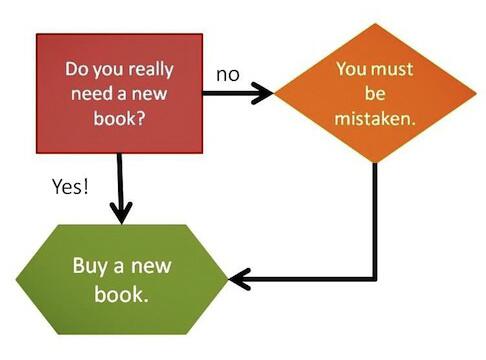 Do you really
need a new
book?
no
You must
be
mistaken.
Yes!
Buy a new
book.